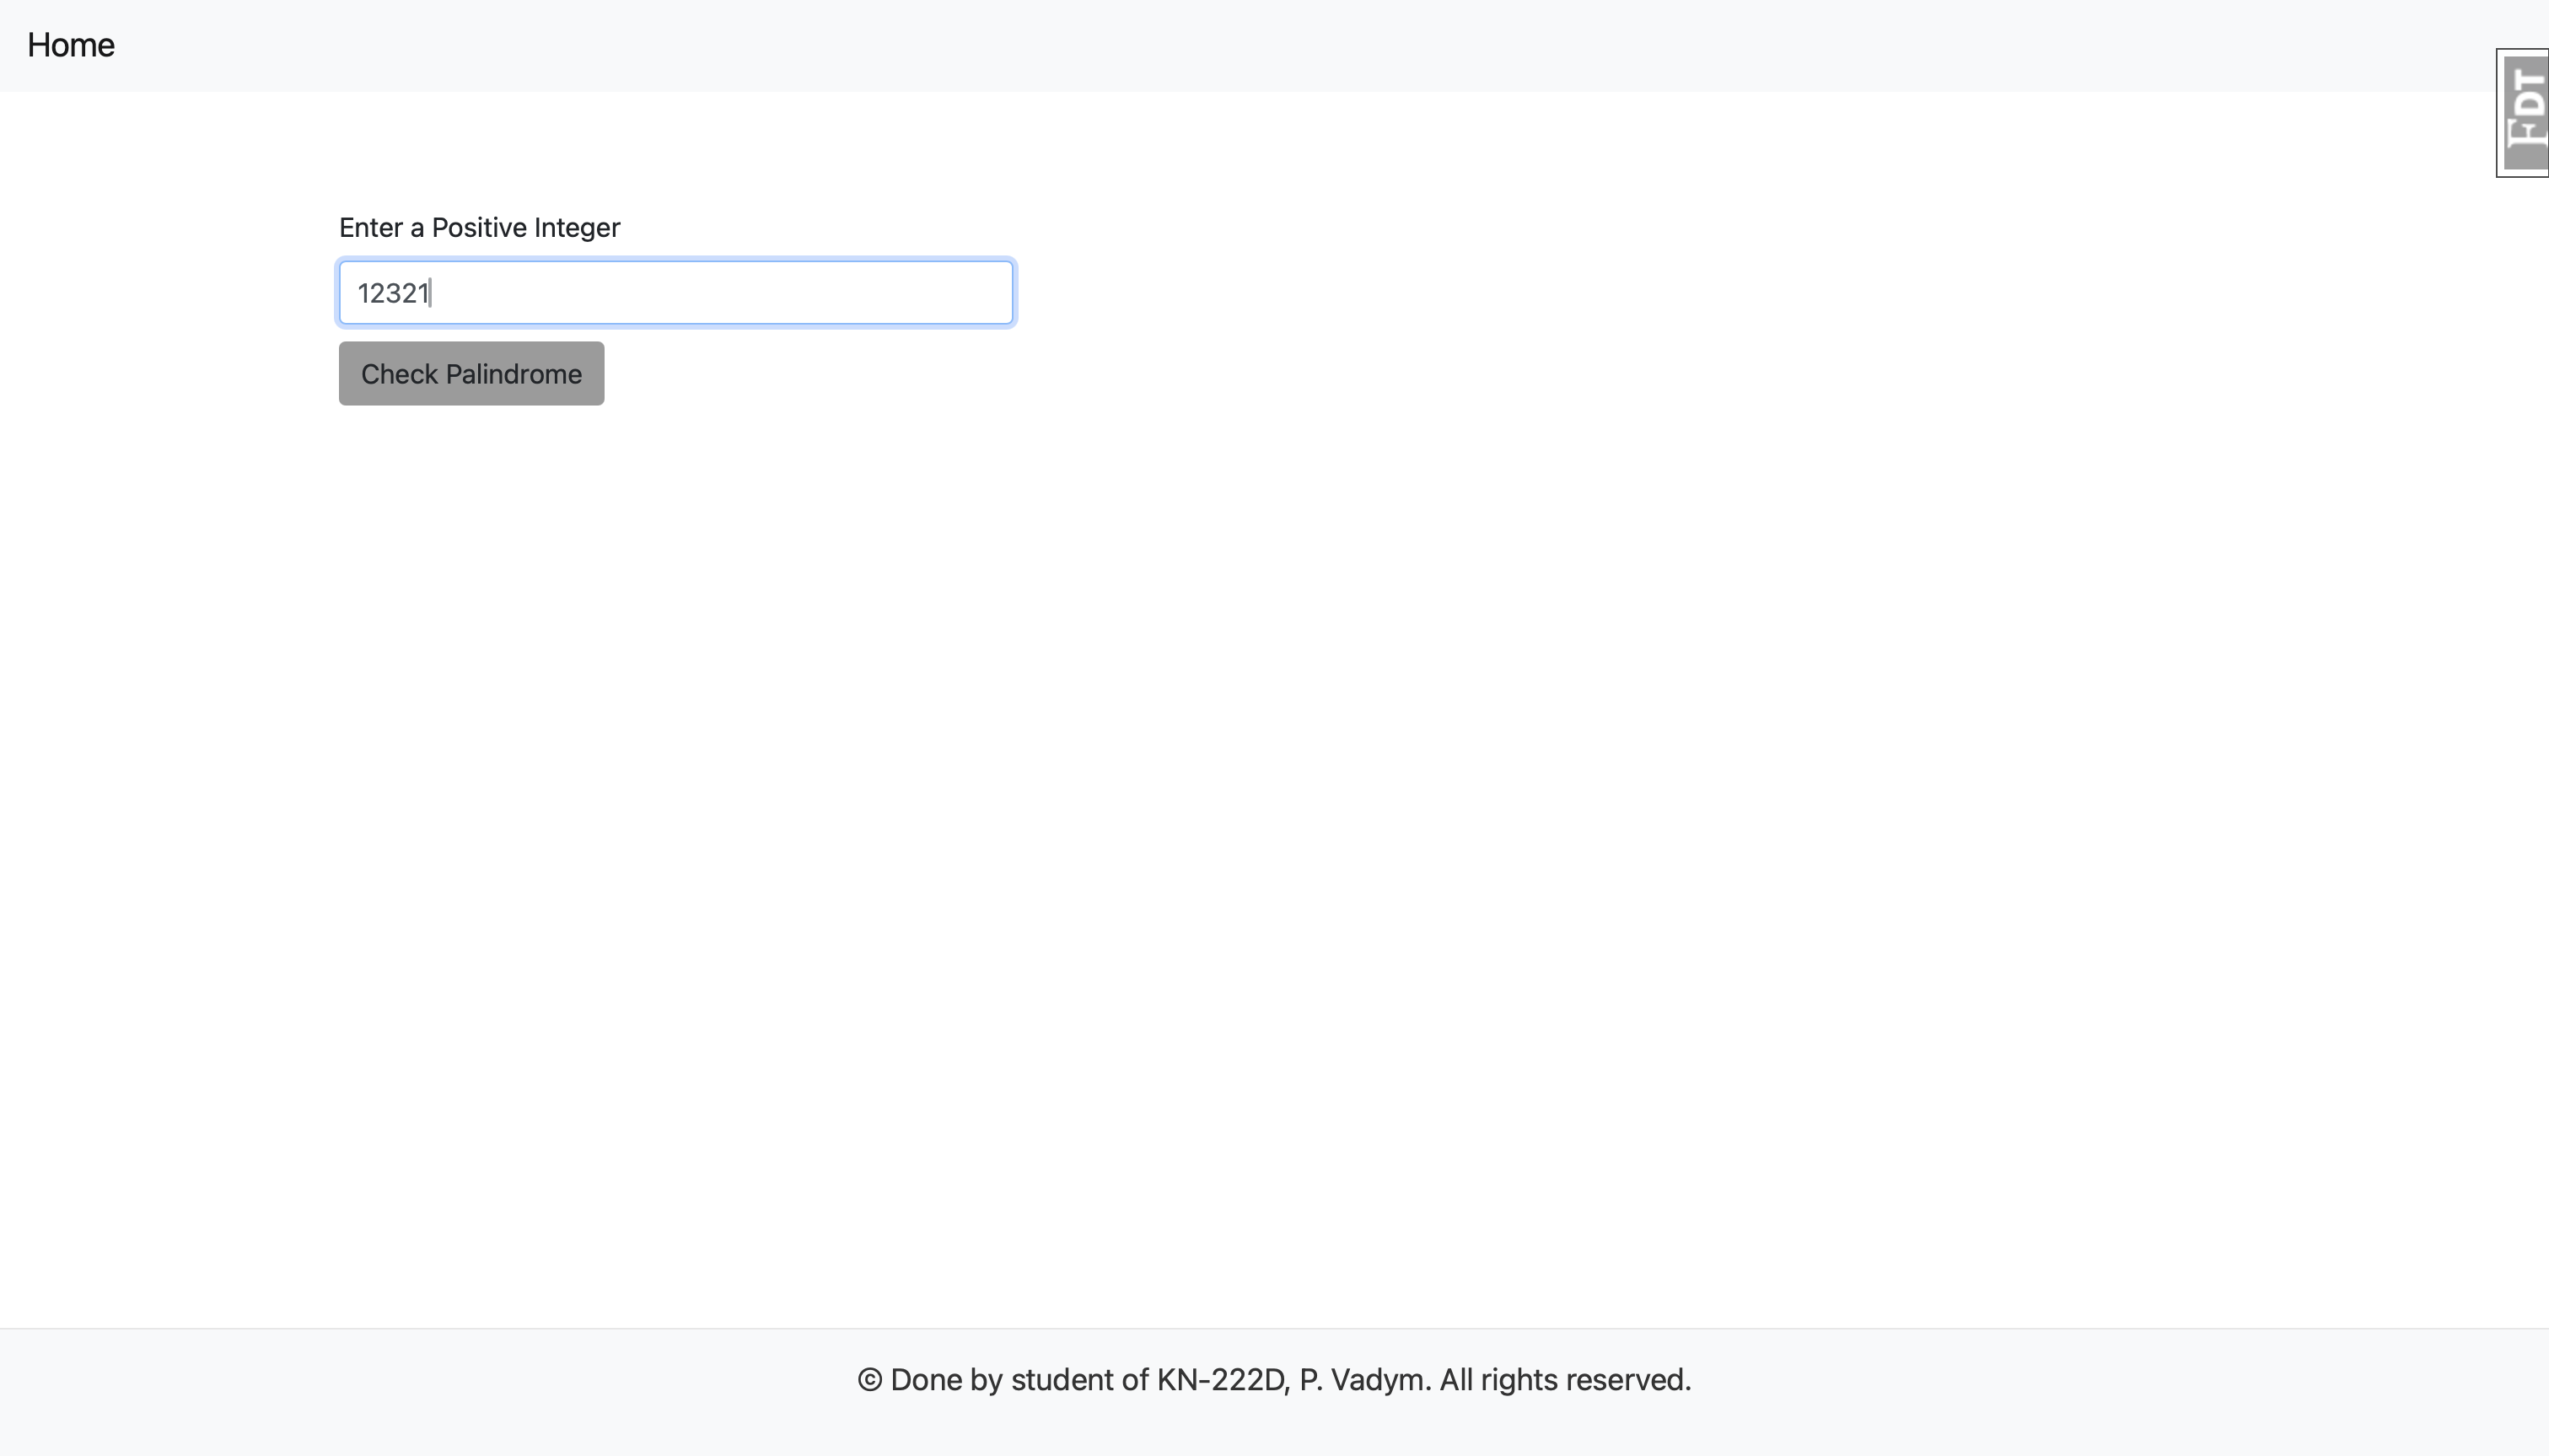 Home
FDT
Enter a Positive Integer
12321
Check Palindrome
© Done by student of KN-222D, P. Vadym. All rights reserved.